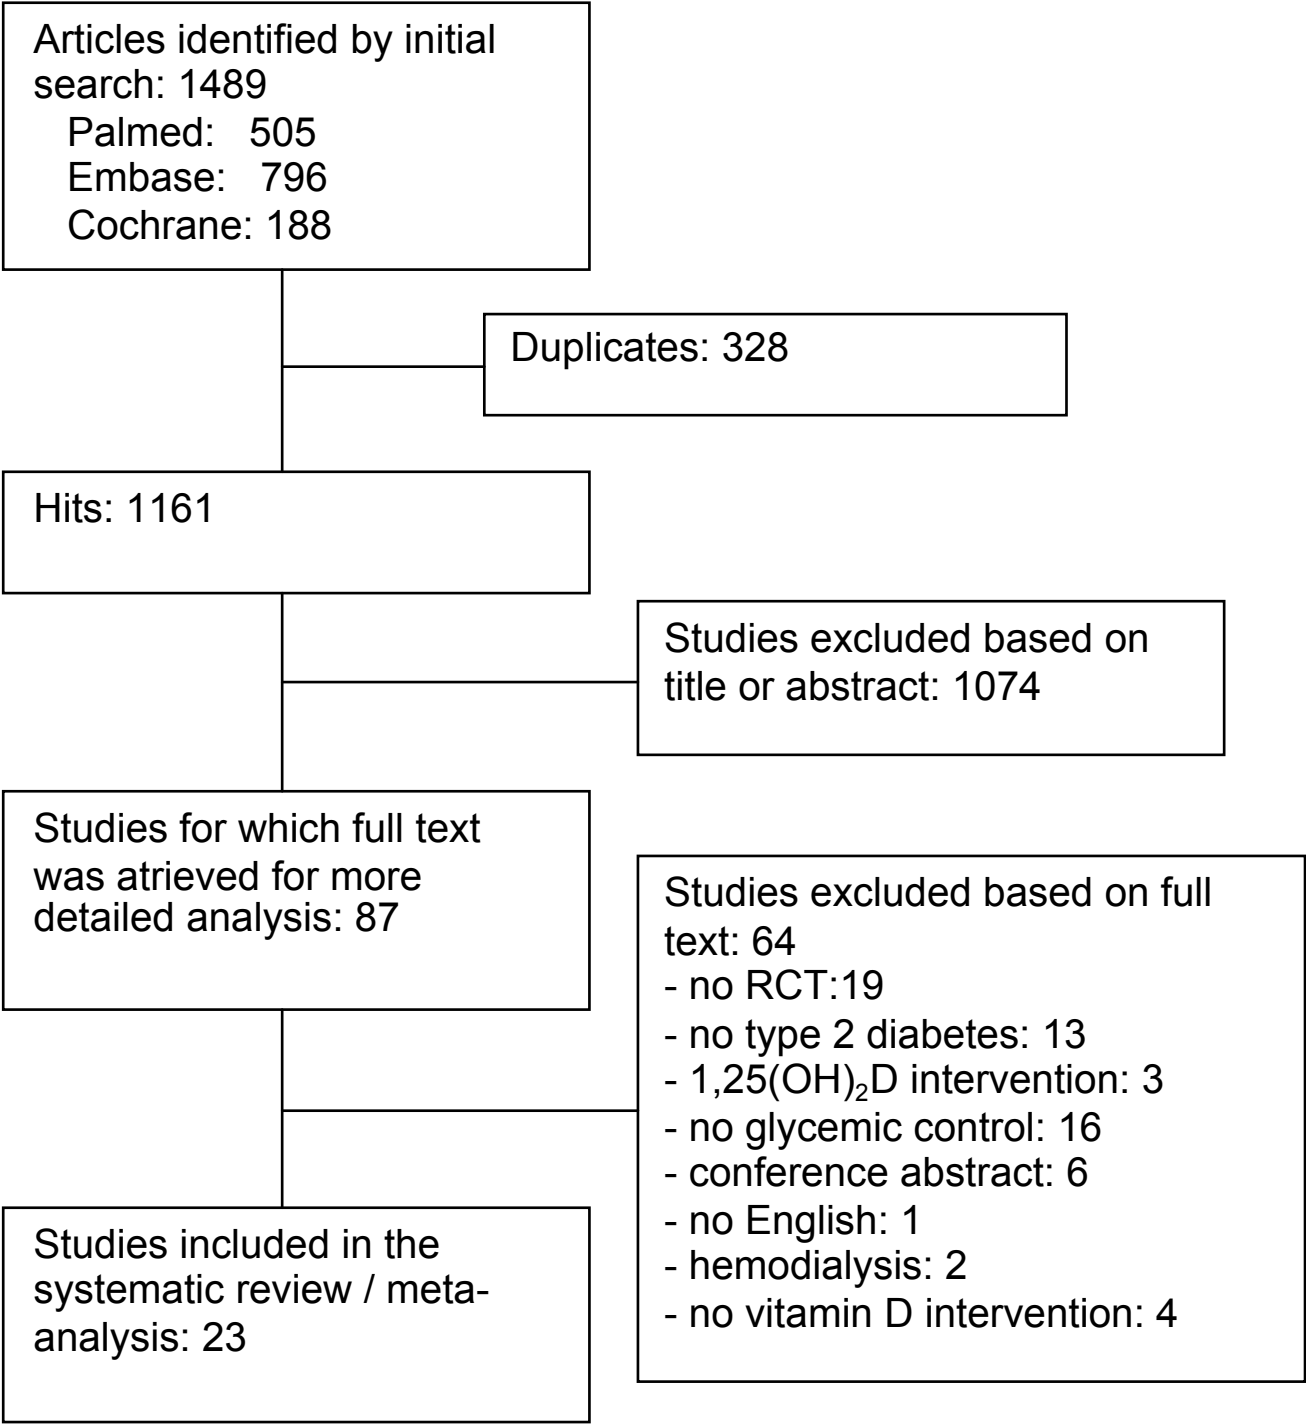 Articles identified by initial
search: 1489
Palmed: 505
Embase: 796
Cochrane: 188
Duplicates: 328
Hits: 1161
Studies excluded based on
title or abstract: 1074
Studies for which full text
was atrieved for more
detailed analysis: 87
Studies excluded based on full
text: 64
- no RCT:19
- no type 2 diabetes: 13
- 1,25(OH)₂D intervention: 3
- no glycemic control: 16
- conference abstract: 6
- no English: 1
- hemodialysis: 2
- no vitamin D intervention: 4
Studies included in the
systematic review / meta-
analysis: 23